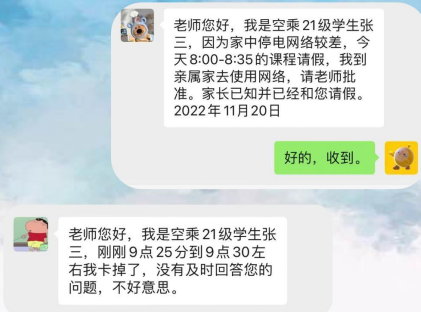 老师您好，我是空乘21级学生张
三，因为家中停电网络较差，今
天8:00-8:35的课程请假，我到
亲属家去使用网络，请老师批
准。家长已知并已经和您请假。
2022年11月20日
好的，收到。
老师您好，我是空乘21级学生张
三，刚刚9点25分到9点30左
右我卡掉了，没有及时回答您的
问题，不好意思。